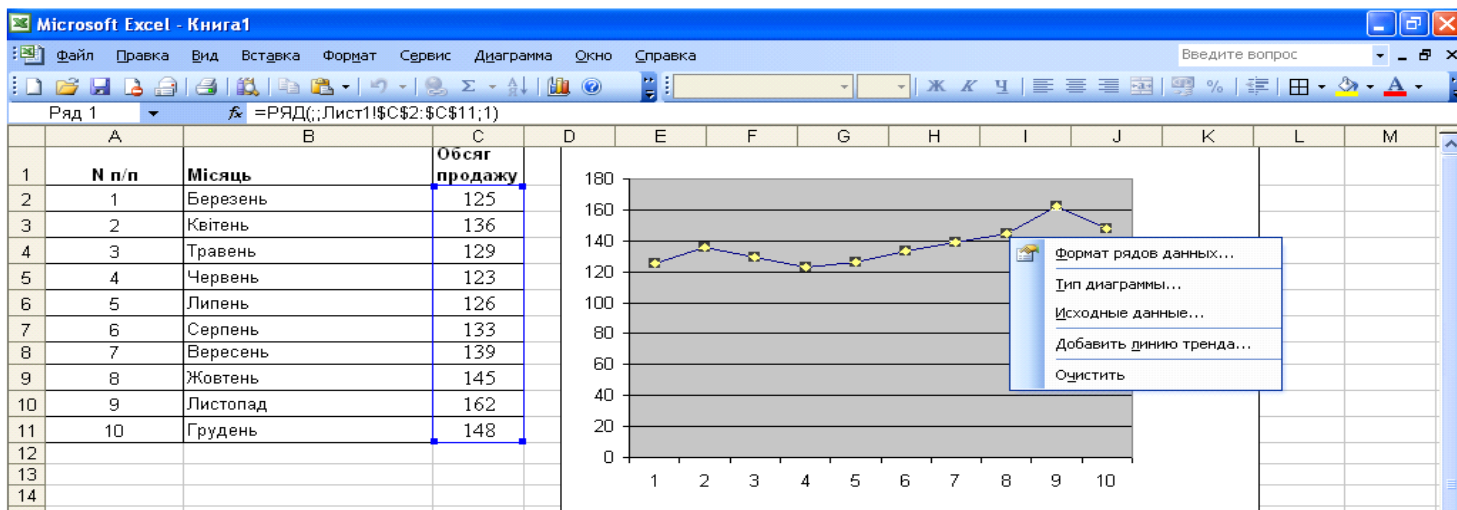 Microsoft Excel - Книга1
Файл Правка Вид Вставка Формат Сервис Диаграмма Окно Справка Введите вопрос
Ж К Ч %  А
Ряд 1 fx =РЯД(;;Лист1!$C$2:$C$11;1)
A B C D E F G H I J K L M
1 N п/п Місяць Обсяг продажу
2 1 Березень 125
3 2 Квітень 136
4 3 Травень 129
5 4 Червень 123
6 5 Липень 126
7 6 Серпень 133
8 7 Вересень 139
9 8 Жовтень 145
10 9 Листопад 162
11 10 Грудень 148
12
13
14
180
160
140
120
100
80
60
40
20
0
1 2 3 4 5 6 7 8 9 10
Формат рядов данных...
Тип диаграммы...
Исходные данные...
Добавить линию тренда...
Очистить